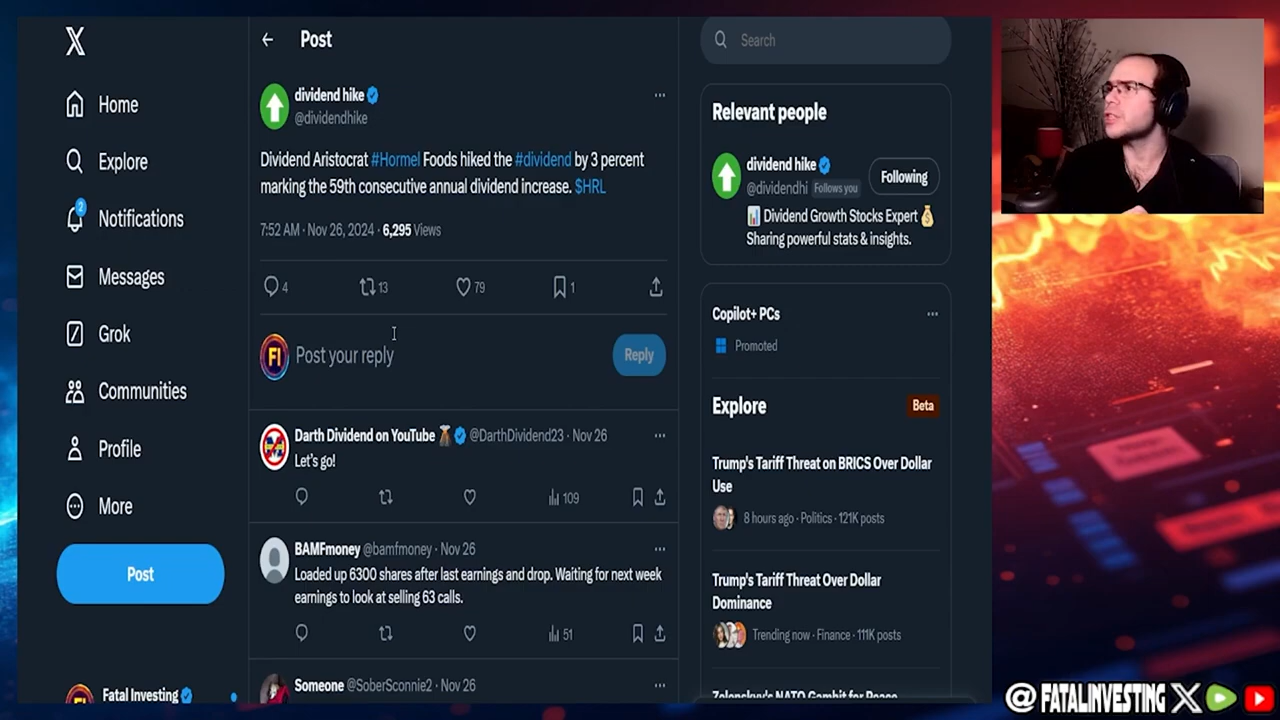 Post
Search
Home
Explore
Notifications
2
Messages
Grok
Communities
Profile
More
Post
Fatal Investing
dividend hike
@dividendhike
Dividend Aristocrat #Hormel Foods hiked the #dividend by 3 percent
marking the 59th consecutive annual dividend increase. $HRL
7:52 AM · Nov 26, 2024 · 6,295 Views
4 13 79 1
FI
Post your reply
Reply
Darth Dividend on YouTube @DarthDividend23 · Nov 26
Let's go!
109
BAMFmoney @bamfmoney · Nov 26
Loaded up 6300 shares after last earnings and drop. Waiting for next week
earnings to look at selling 63 calls.
51
Someone @SoberSconnie2 · Nov 26
Relevant people
dividend hike
@dividendhi Follows you
Following
Dividend Growth Stocks Expert
Sharing powerful stats & insights.
Copilot+ PCs
Promoted
Explore
Beta
Trump's Tariff Threat on BRICS Over Dollar
Use
8 hours ago · Politics · 121K posts
Trump's Tariff Threat Over Dollar
Dominance
Trending now · Finance · 111K posts
Zelenskyy's NATO Gambit for Peace
@FATALINVESTING